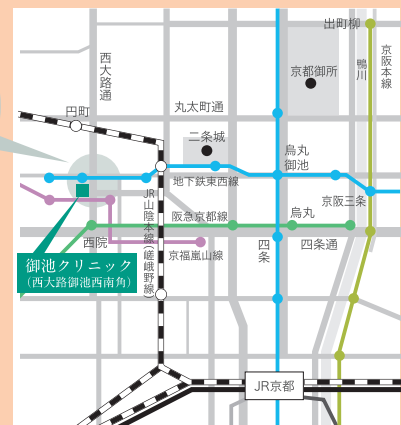 出町柳
京阪本線
鴨川
西大路通
京都御所
円町
丸太町通
二条城
烏丸
御池
地下鉄東西線
京阪三条
JR山陰本線(嵯峨野線)
阪急京都線
烏丸
西院
四条
四条通
京福嵐山線
御池クリニック
(西大路御池西南角)
JR京都